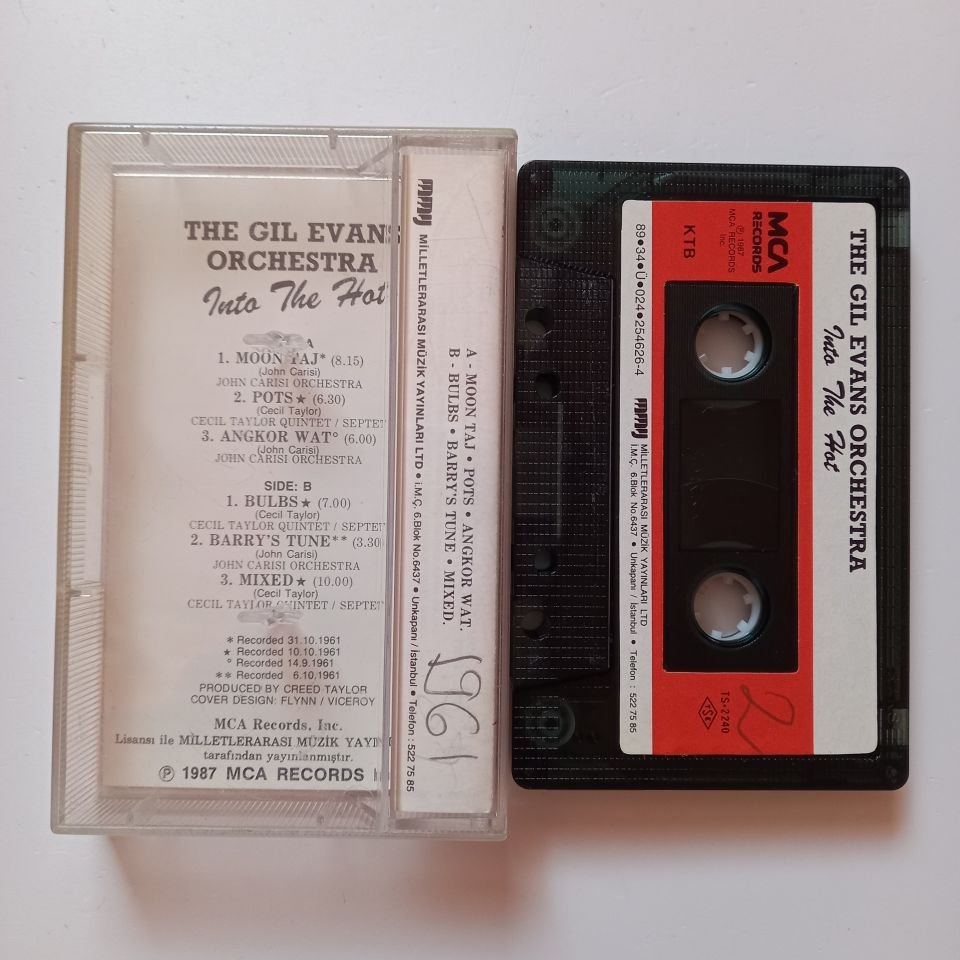 THE GIL EVANS
ORCHESTRA
Into The Hot
A
1. MOON TAJ* (8.15)
(John Carisi)
JOHN CARISI ORCHESTRA
2. POTS★ (6.30)
(Cecil Taylor)
CECIL TAYLOR QUINTET / SEPTET
3. ANGKOR WAT° (6.00)
(John Carisi)
JOHN CARISI ORCHESTRA
SIDE: B
1. BULBS★ (7.00)
(Cecil Taylor)
CECIL TAYLOR QUINTET / SEPTET
2. BARRY'S TUNE** (3.30)
(John Carisi)
JOHN CARISI ORCHESTRA
3. MIXED★ (10.00)
(Cecil Taylor)
CECIL TAYLOR QUINTET / SEPTET
* Recorded 31.10.1961
★ Recorded 10.10.1961
° Recorded 14.9.1961
** Recorded 6.10.1961
PRODUCED BY CREED TAYLOR
COVER DESIGN: FLYNN / VICEROY
MCA Records, Inc.
Lisansı ile MİLLETLERARASI MÜZİK YAYIN
tarafından yayınlanmıştır.
℗ 1987 MCA RECORDS
A - MOON TAJ • POTS • ANGKOR WAT.
B - BULBS • BARRY'S TUNE • MIXED.
MİLLETLERARASI MÜZİK YAYINLARI LTD • İ.M.Ç. 6.Blok No.6437 • Unkapanı / İstanbul • Telefon : 522 75 85
1961
THE GIL EVANS ORCHESTRA
Into The Hot
MCA
RECORDS
℗ 1987
MCA RECORDS
Inc.
KTB
2
TS•2240
TSE
89•34•Ü•024•254626-4
MİLLETLERARASI MÜZİK YAYINLARI LTD
İ.M.Ç. 6.Blok No.6437 • Unkapanı / İstanbul • Telefon : 522 75 85